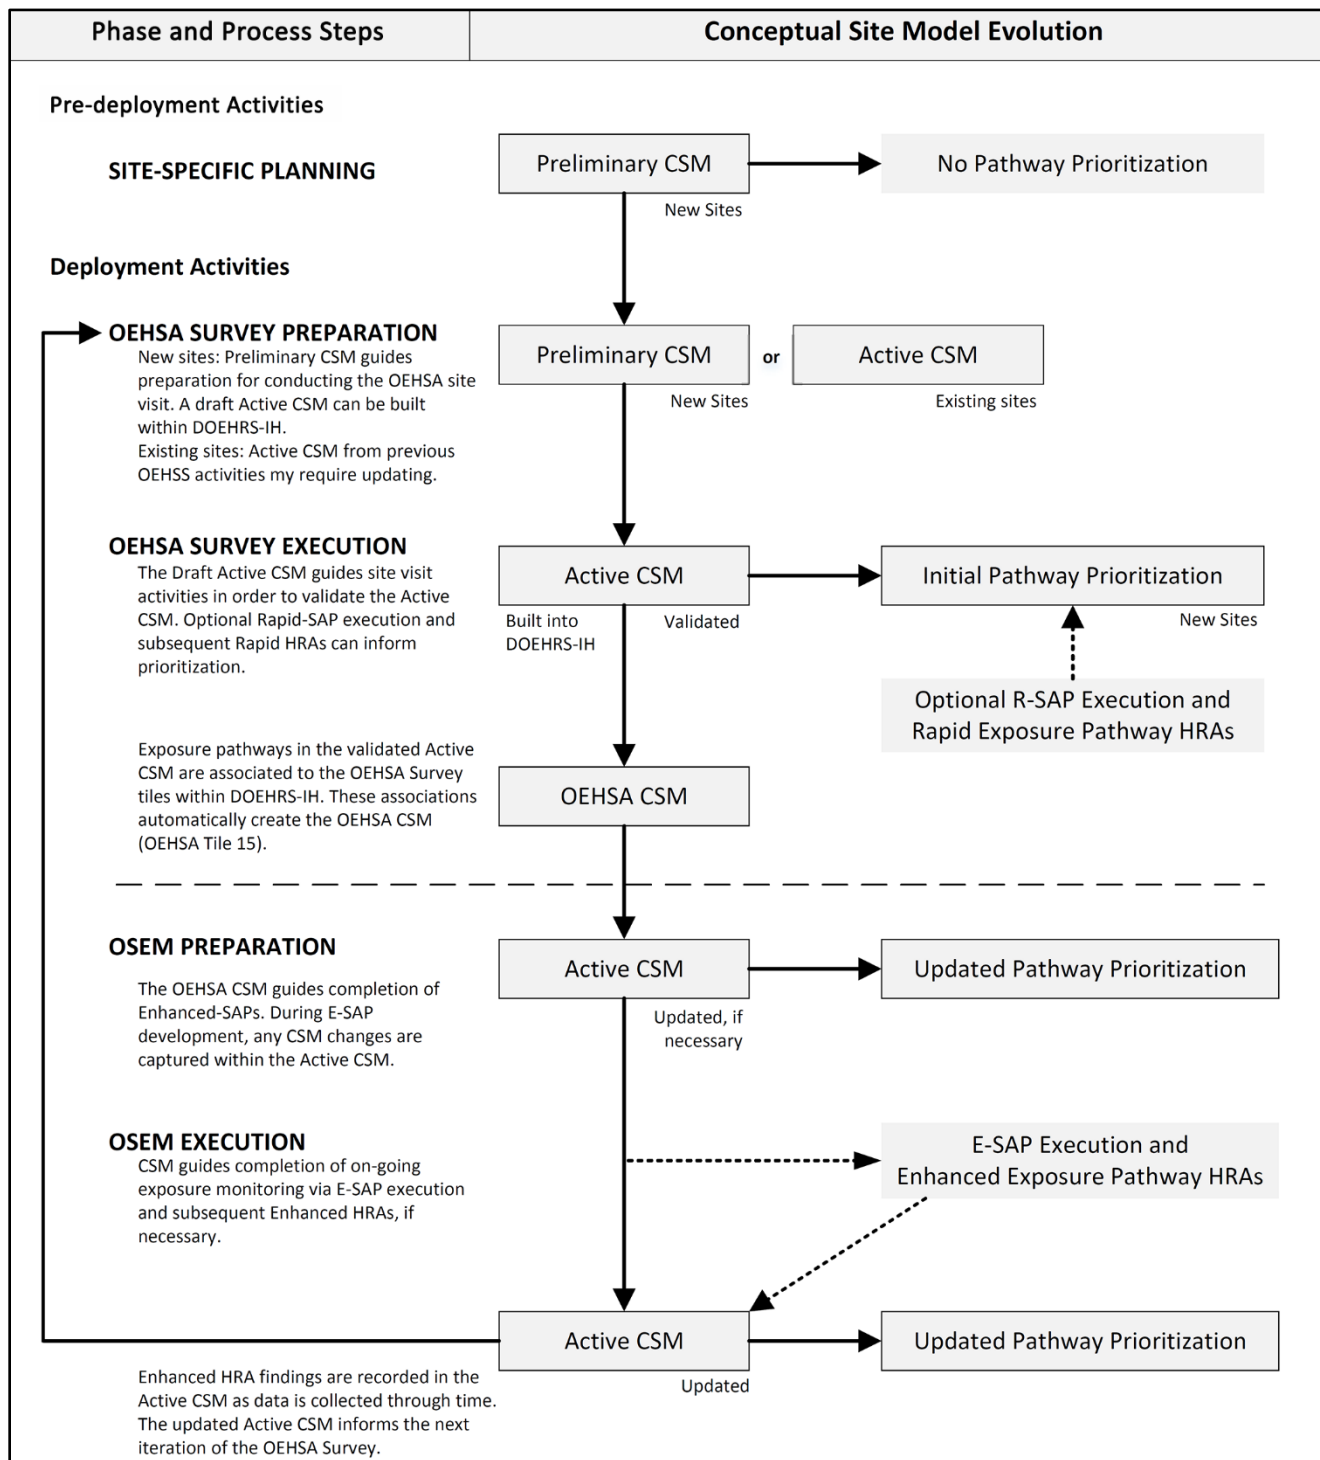 Phase and Process Steps
Conceptual Site Model Evolution
Pre-deployment Activities
SITE-SPECIFIC PLANNING
Preliminary CSM
No Pathway Prioritization
New Sites
Deployment Activities
OEHSA SURVEY PREPARATION
New sites: Preliminary CSM guides
preparation for conducting the OEHSA site
visit. A draft Active CSM can be built
within DOEHRS-IH.
Existing sites: Active CSM from previous
OEHSS activities my require updating.
Preliminary CSM
or
Active CSM
New Sites
Existing sites
OEHSA SURVEY EXECUTION
The Draft Active CSM guides site visit
activities in order to validate the Active
CSM. Optional Rapid-SAP execution and
subsequent Rapid HRAs can inform
prioritization.
Active CSM
Initial Pathway Prioritization
Built into
DOEHRS-IH
Validated
New Sites
Optional R-SAP Execution and
Rapid Exposure Pathway HRAs
Exposure pathways in the validated Active
CSM are associated to the OEHSA Survey
tiles within DOEHRS-IH. These associations
automatically create the OEHSA CSM
(OEHSA Tile 15).
OEHSA CSM
OSEM PREPARATION
The OEHSA CSM guides completion of
Enhanced-SAPs. During E-SAP
development, any CSM changes are
captured within the Active CSM.
Active CSM
Updated Pathway Prioritization
Updated, if
necessary
OSEM EXECUTION
CSM guides completion of on-going
exposure monitoring via E-SAP execution
and subsequent Enhanced HRAs, if
necessary.
E-SAP Execution and
Enhanced Exposure Pathway HRAs
Active CSM
Updated Pathway Prioritization
Updated
Enhanced HRA findings are recorded in the
Active CSM as data is collected through time.
The updated Active CSM informs the next
iteration of the OEHSA Survey.